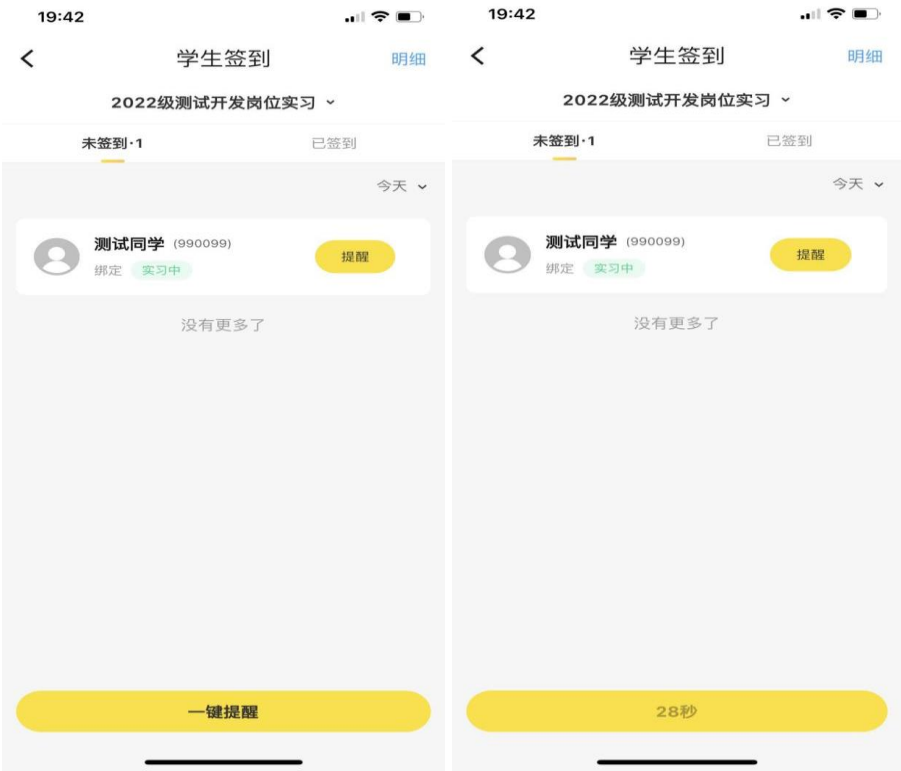 19:42
学生签到 明细
2022级测试开发岗位实习
未签到·1 已签到
今天
测试同学 (990099)
绑定 实习中 提醒
没有更多了
一键提醒
19:42
学生签到 明细
2022级测试开发岗位实习
未签到·1 已签到
今天
测试同学 (990099)
绑定 实习中 提醒
没有更多了
28秒